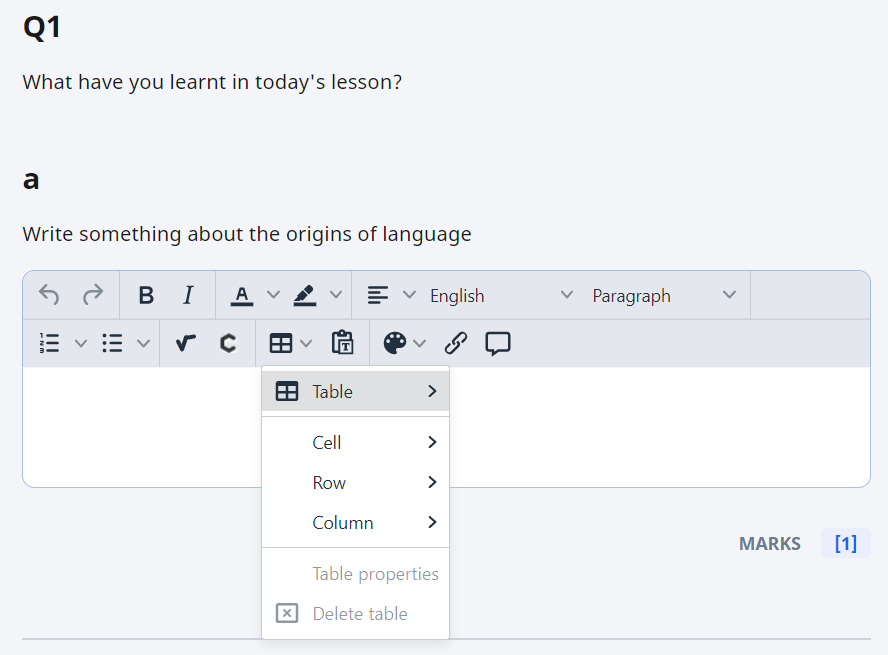 Q1
What have you learnt in today's lesson?
a
Write something about the origins of language
B I A English Paragraph
Table
Cell
Row
Column
Table properties
Delete table
MARKS [1]